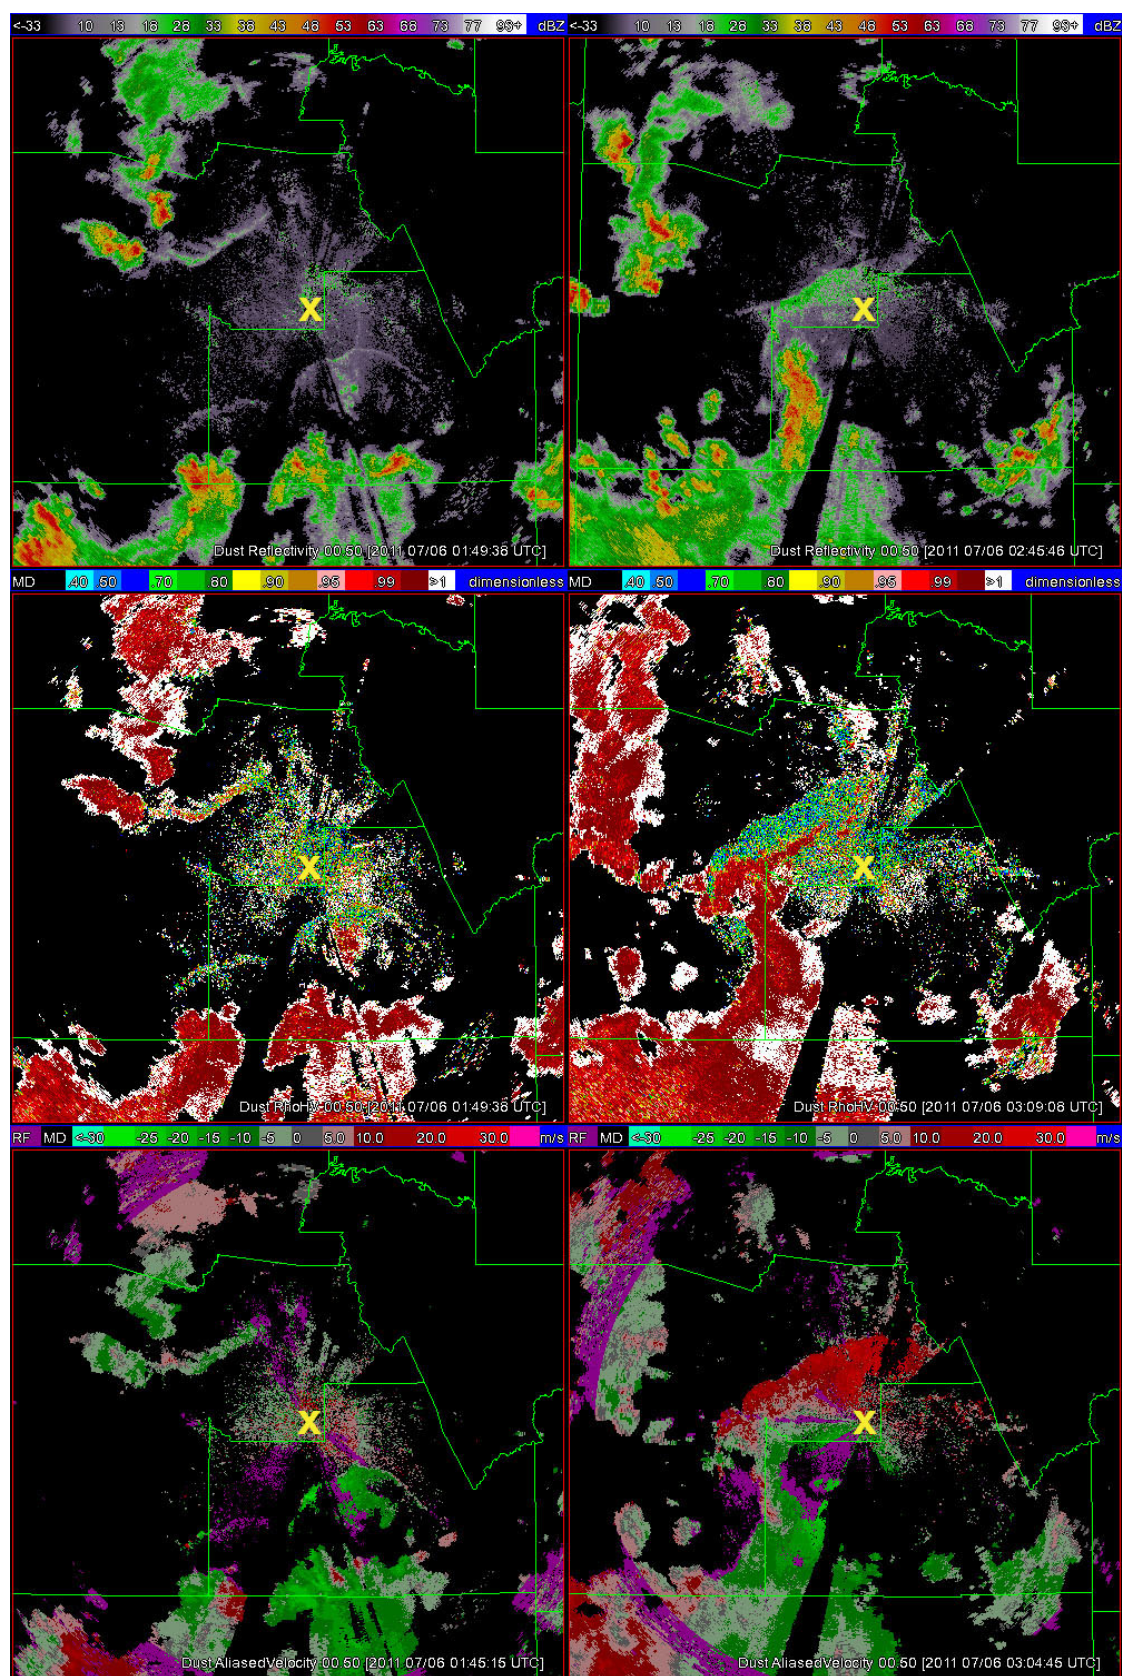 <-33 10 13 18 28 33 43 48 53 63 68 73 77 93+ dBZ
<-33 10 13 18 28 33 43 48 53 63 68 73 77 93+ dBZ
X
X
Dust Reflectivity 00.50 [2011 07/06 01:49:38 UTC]
Dust Reflectivity 00.50 [2011 07/06 02:45:46 UTC]
MD .40 .50 .70 .80 .90 .95 .99 >1 dimensionless
MD .40 .50 .70 .80 .90 .95 .99 >1 dimensionless
X
X
Dust RhoHV 00.50 [2011 07/06 01:49:38 UTC]
Dust RhoHV 00.50 [2011 07/06 03:09:08 UTC]
RF MD <-30 -25 -20 -15 -10 -5 0 5.0 10.0 20.0 30.0 m/s
RF MD <-30 -25 -20 -15 -10 -5 0 5.0 10.0 20.0 30.0 m/s
X
X
Dust AliasedVelocity 00.50 [2011 07/06 01:45:15 UTC]
Dust AliasedVelocity 00.50 [2011 07/06 03:04:45 UTC]